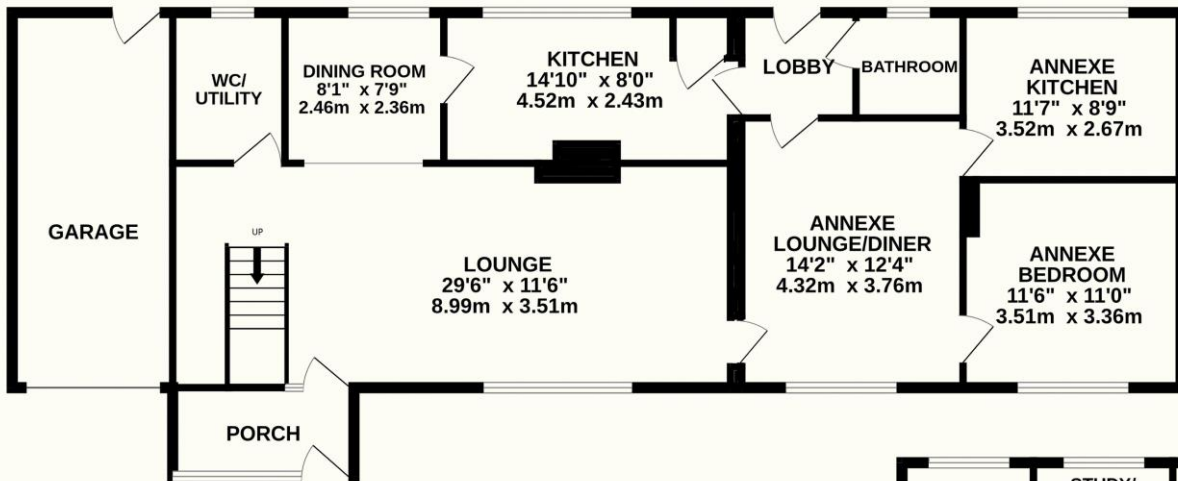 WC/
UTILITY
DINING ROOM
8'1" x 7'9"
2.46m x 2.36m
KITCHEN
14'10" x 8'0"
4.52m x 2.43m
LOBBY
BATHROOM
ANNEXE
KITCHEN
11'7" x 8'9"
3.52m x 2.67m
GARAGE
UP
LOUNGE
29'6" x 11'6"
8.99m x 3.51m
ANNEXE
LOUNGE/DINER
14'2" x 12'4"
4.32m x 3.76m
ANNEXE
BEDROOM
11'6" x 11'0"
3.51m x 3.36m
PORCH
STUDY/